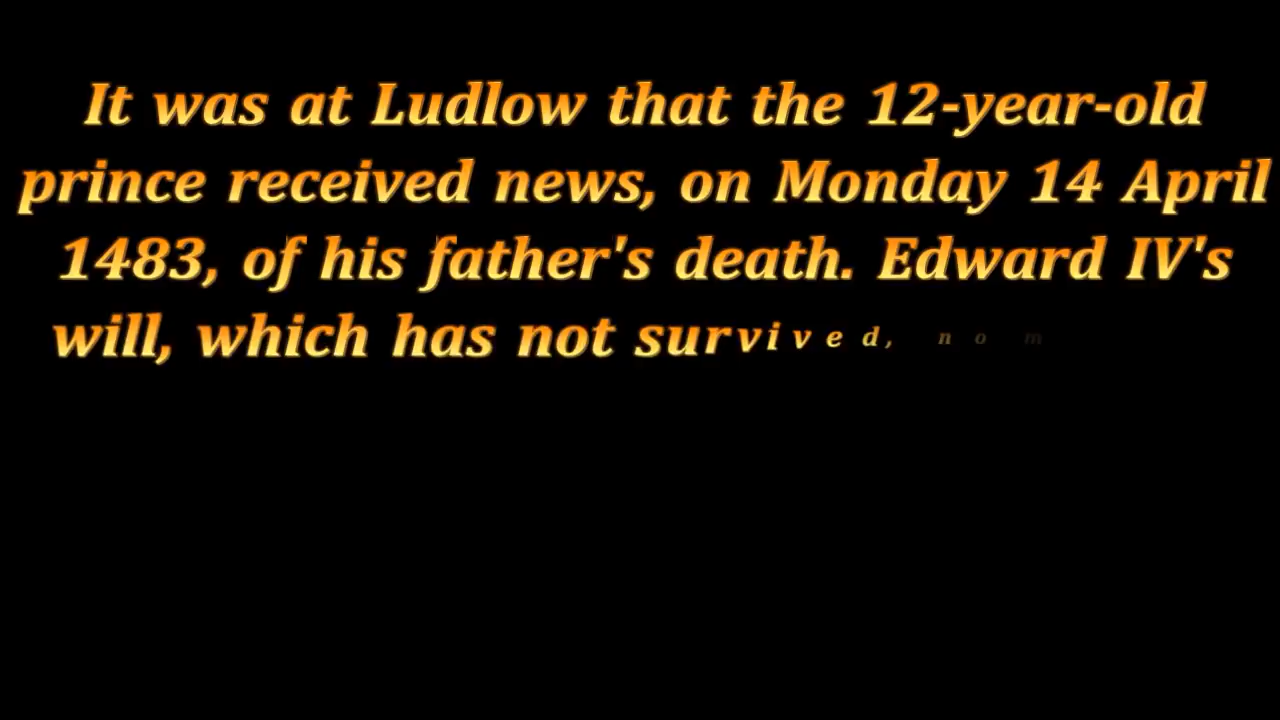 It was at Ludlow that the 12-year-old
prince received news, on Monday 14 April
1483, of his father's death. Edward IV's
will, which has not survived, no m